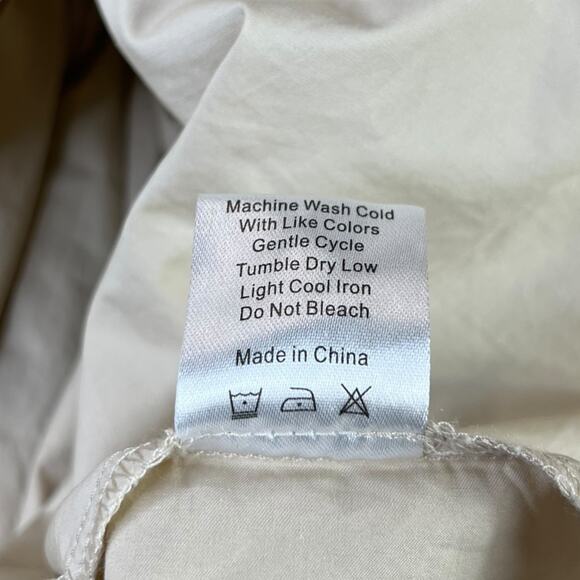 Machine Wash Cold
With Like Colors
Gentle Cycle
Tumble Dry Low
Light Cool Iron
Do Not Bleach
Made in China